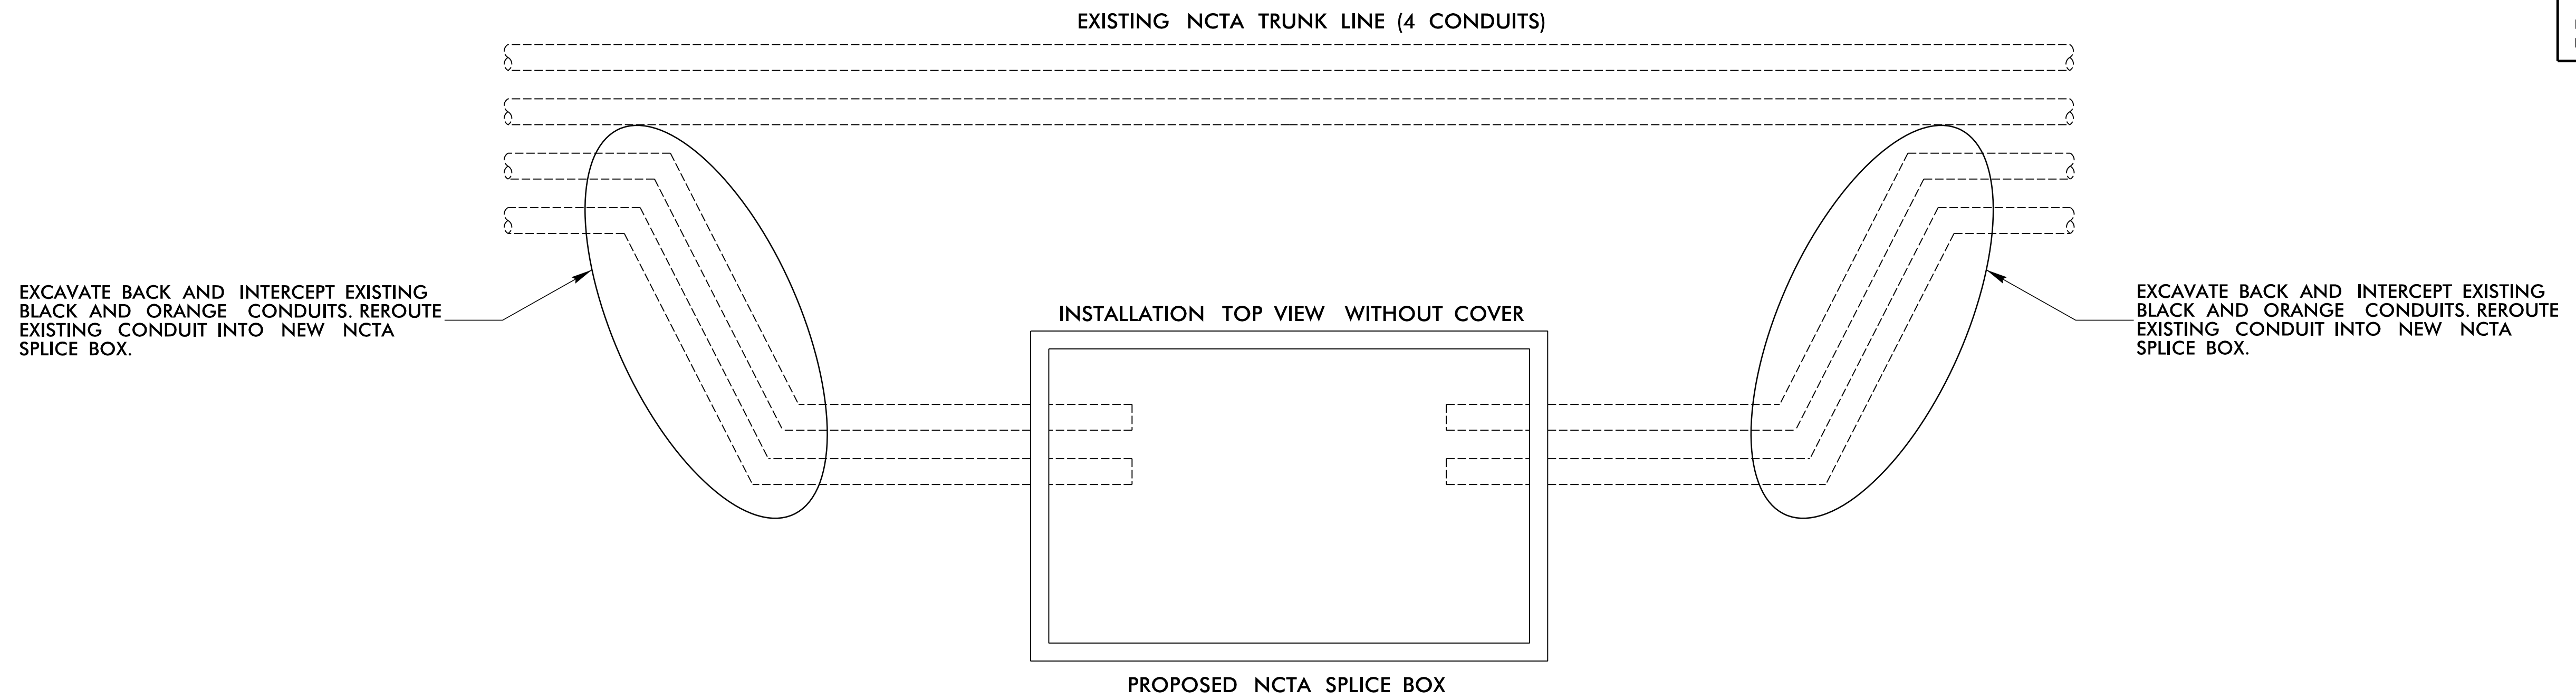 EXISTING NCTA TRUNK LINE (4 CONDUITS)
EXCAVATE BACK AND INTERCEPT EXISTING
BLACK AND ORANGE CONDUITS. REROUTE
EXISTING CONDUIT INTO NEW NCTA
SPLICE BOX.
INSTALLATION TOP VIEW WITHOUT COVER
EXCAVATE BACK AND INTERCEPT EXISTING
BLACK AND ORANGE CONDUITS. REROUTE
EXISTING CONDUIT INTO NEW NCTA
SPLICE BOX.
PROPOSED NCTA SPLICE BOX